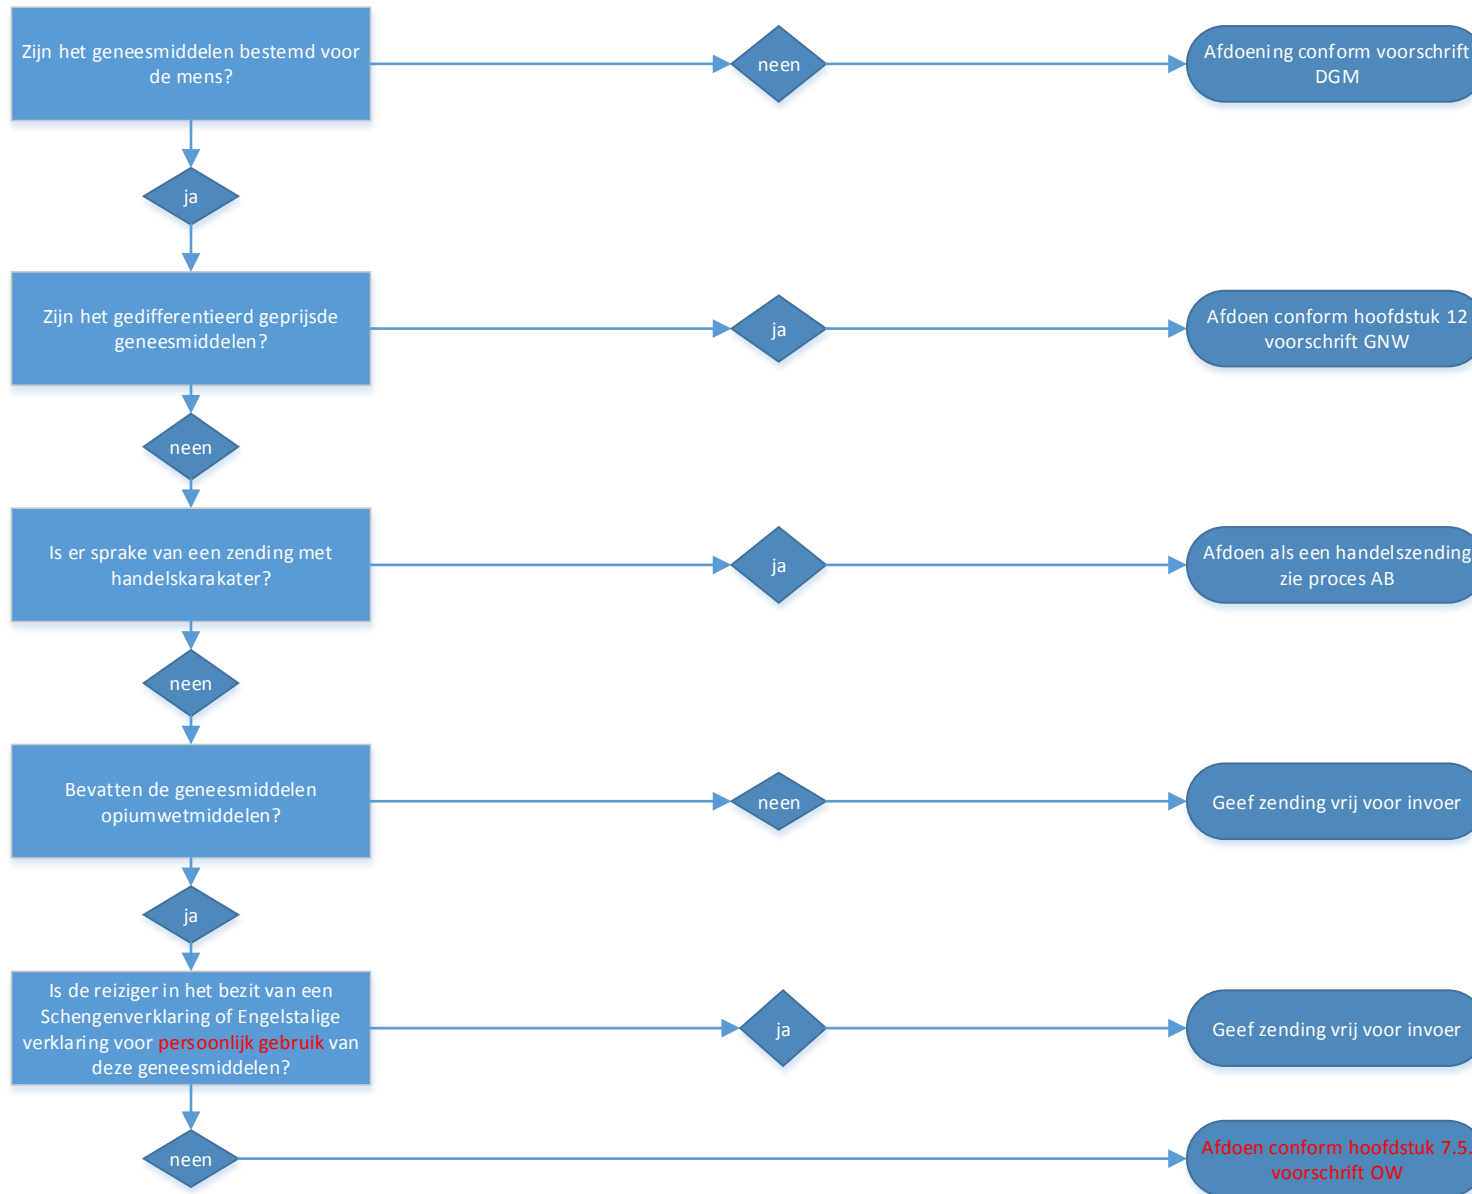 Zijn het geneesmiddelen bestemd voor
de mens?
neen
Afdoening conform voorschrift
DGM
ja
Zijn het gedifferentieerd geprijsde
geneesmiddelen?
ja
Afdoen conform hoofdstuk 12
voorschrift GNW
neen
Is er sprake van een zending met
handelskarakater?
ja
Afdoen als een handelszending
zie proces AB
neen
Bevatten de geneesmiddelen
opiumwetmiddelen?
neen
Geef zending vrij voor invoer
ja
Is de reiziger in het bezit van een
Schengenverklaring of Engelstalige
verklaring voor persoonlijk gebruik van
deze geneesmiddelen?
ja
Geef zending vrij voor invoer
neen
Afdoen conform hoofdstuk 7.5.
voorschrift OW